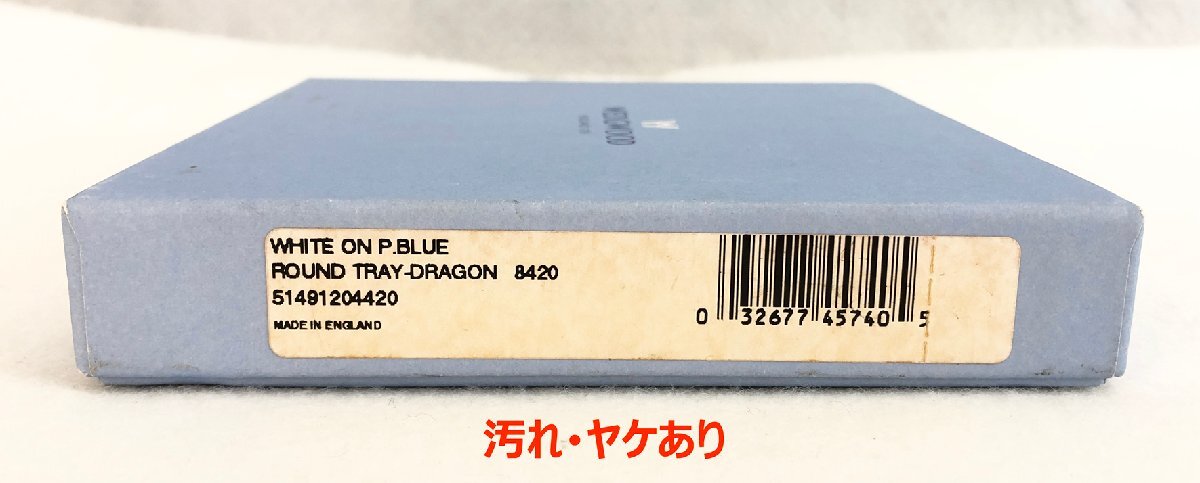 WEDGWOOD
WHITE ON P.BLUE
ROUND TRAY-DRAGON 8420
51491204420
MADE IN ENGLAND
0 32677 45740 5
汚れ・ヤケあり